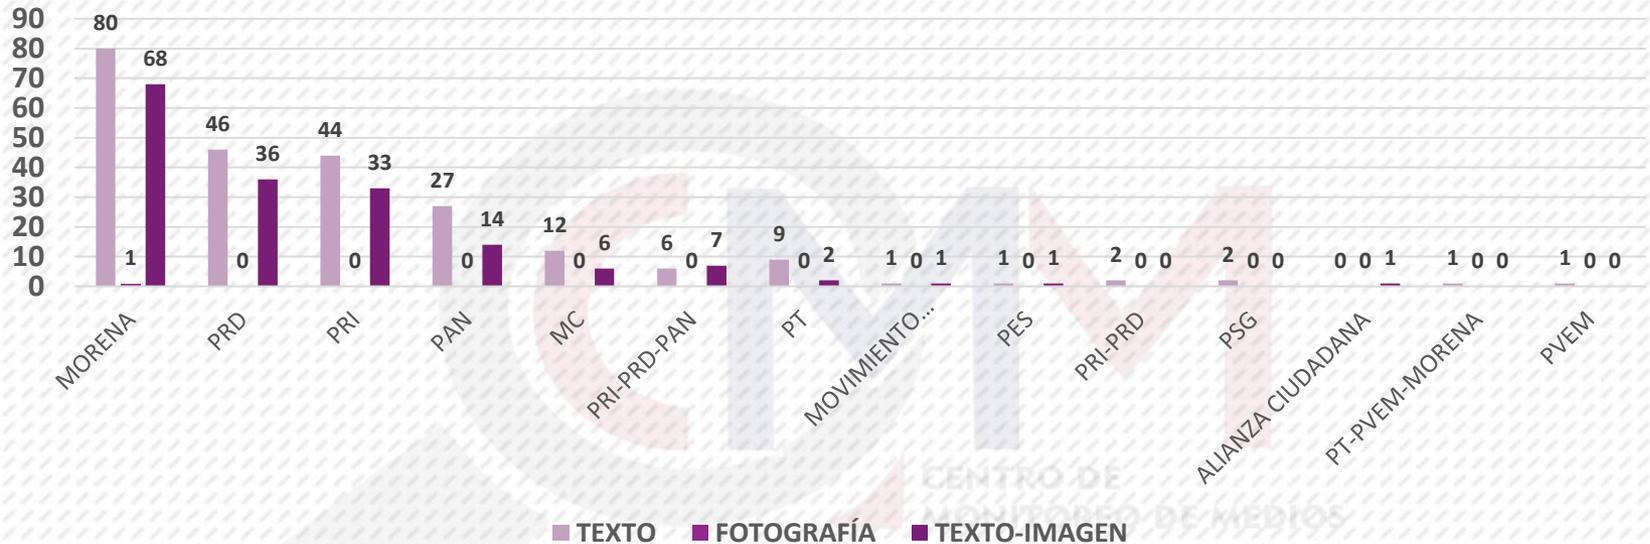 90
80
70
60
50
40
30
20
10
0
80 1 68
46 0 36
44 0 33
27 0 14
12 0 6
6 0 7
9 0 2
1 0 1
1 0 1
2 0 0
2 0 0
0 0 1
1 0 0
1 0 0
MORENA
PRD
PRI
PAN
MC
PRI-PRD-PAN
PT
MOVIMIENTO...
PES
PRI-PRD
PSG
ALIANZA CIUDADANA
PT-PVEM-MORENA
PVEM
CMM
CENTRO DE
MONITOREO DE MEDIOS
TEXTO FOTOGRAFÍA TEXTO-IMAGEN